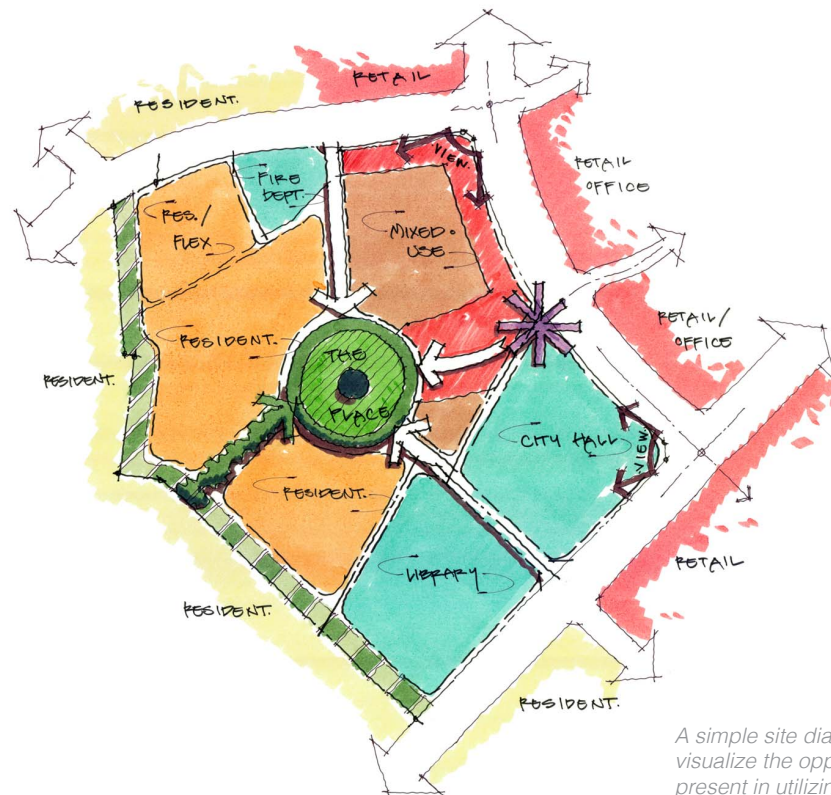 RETAIL
RESIDENT.
VIEW.
RETAIL
OFFICE
FIRE
DEPT.
RES./
FLEX
MIXED.
USE
RETAIL/
OFFICE
RESIDENT.
THE
PLACE
RESIDENT.
CITY HALL
VIEW.
RESIDENT.
LIBRARY
RETAIL
RESIDENT.
RESIDENT.
A simple site dia
visualize the opp
present in utilizin